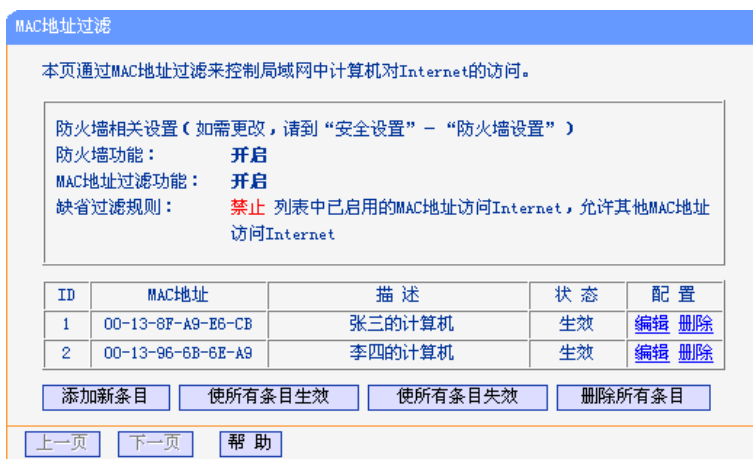 MAC地址过滤
本页通过MAC地址过滤来控制局域网中计算机对Internet的访问。
防火墙相关设置(如需更改,请到“安全设置”-“防火墙设置”)
防火墙功能: 开启
MAC地址过滤功能: 开启
缺省过滤规则: 禁止 列表中已启用的MAC地址访问Internet,允许其他MAC地址
访问Internet
ID MAC地址 描 述 状 态 配 置
1 00-13-8F-A9-E6-CB 张三的计算机 生效 编辑 删除
2 00-13-96-6B-6E-A9 李四的计算机 生效 编辑 删除
添加新条目 使所有条目生效 使所有条目失效 删除所有条目
上一页 下一页 帮 助